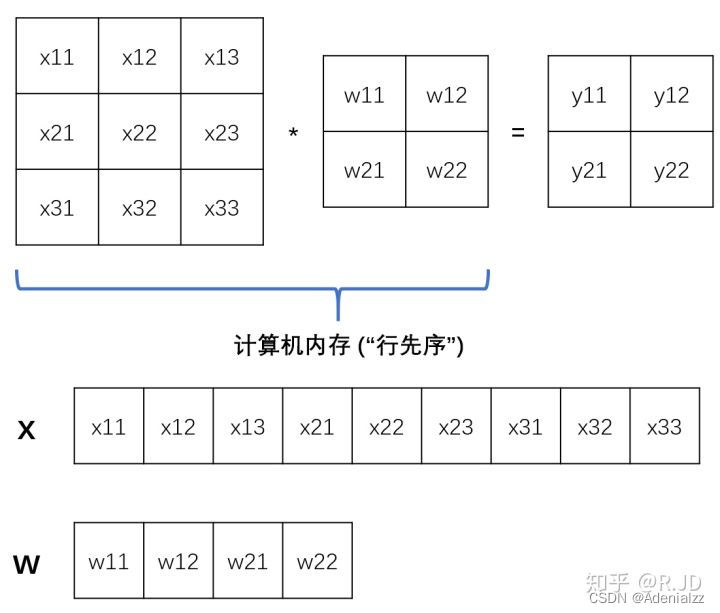 x11 x12 x13
x21 x22 x23
x31 x32 x33
*
w11 w12
w21 w22
=
y11 y12
y21 y22
计算机内存 (“行先序”)
X x11 x12 x13 x21 x22 x23 x31 x32 x33
W w11 w12 w21 w22
知乎 @R.JD
CSDN @Adenialzz